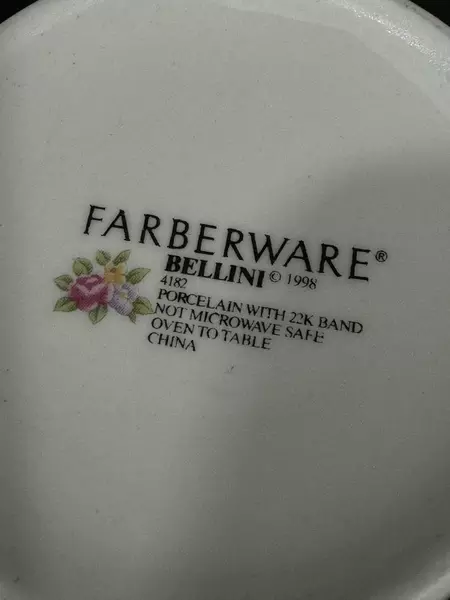 FARBERWARE®
BELLINI © 1998
4182
PORCELAIN WITH 22K BAND
NOT MICROWAVE SAFE
OVEN TO TABLE
CHINA